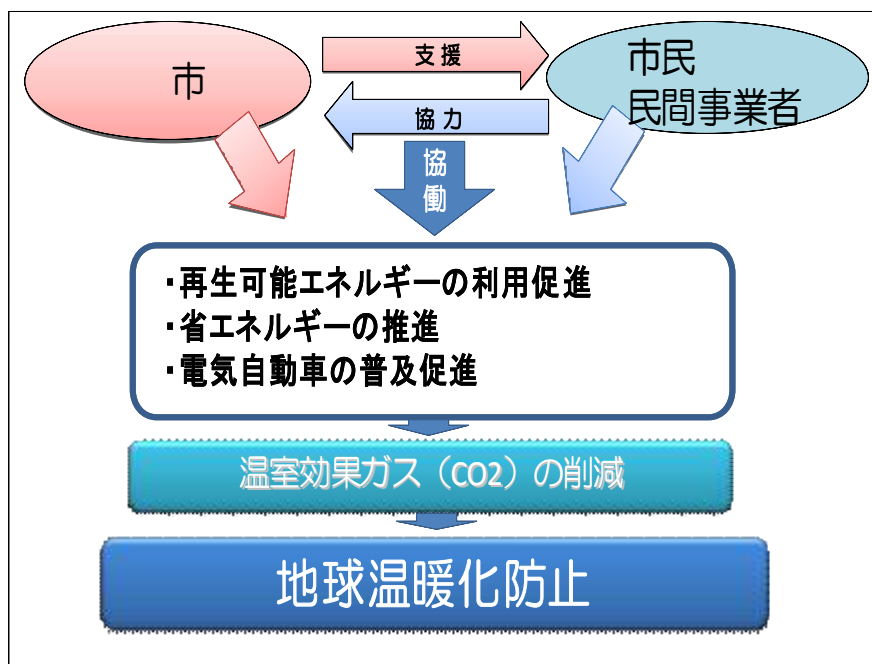 市
支援
市民
民間事業者
協力
協
働
・再生可能エネルギーの利用促進
・省エネルギーの推進
・電気自動車の普及促進
温室効果ガス（CO2）の削減
地球温暖化防止